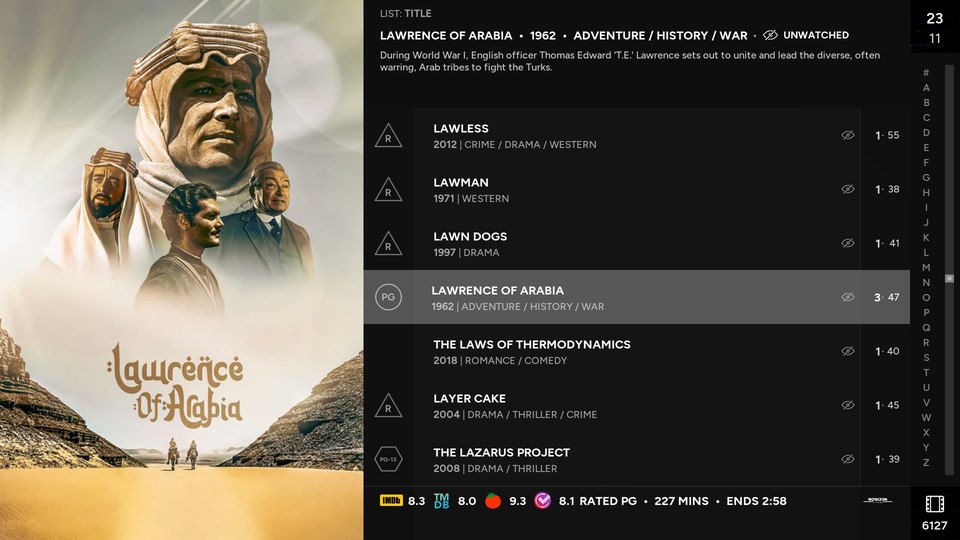 LIST: TITLE
LAWRENCE OF ARABIA • 1962 • ADVENTURE / HISTORY / WAR • UNWATCHED
During World War I, English officer Thomas Edward 'T.E.' Lawrence sets out to unite and lead the diverse, often
warring, Arab tribes to fight the Turks.
23
11
R
LAWLESS
2012 | CRIME / DRAMA / WESTERN
1 · 55
R
LAWMAN
1971 | WESTERN
1 · 38
R
LAWN DOGS
1997 | DRAMA
1 · 41
PG
LAWRENCE OF ARABIA
1962 | ADVENTURE / HISTORY / WAR
3 · 47
THE LAWS OF THERMODYNAMICS
2018 | ROMANCE / COMEDY
1 · 40
R
LAYER CAKE
2004 | DRAMA / THRILLER / CRIME
1 · 45
PG-13
THE LAZARUS PROJECT
2008 | DRAMA / THRILLER
1 · 39
Lawrence
Of Arabia
#
A
B
C
D
E
F
G
H
I
J
K
L
M
N
O
P
Q
R
S
T
U
V
W
X
Y
Z
IMDb 8.3 TMDB 8.0 9.3 8.1 RATED PG • 227 MINS • ENDS 2:58
HORIZON
6127